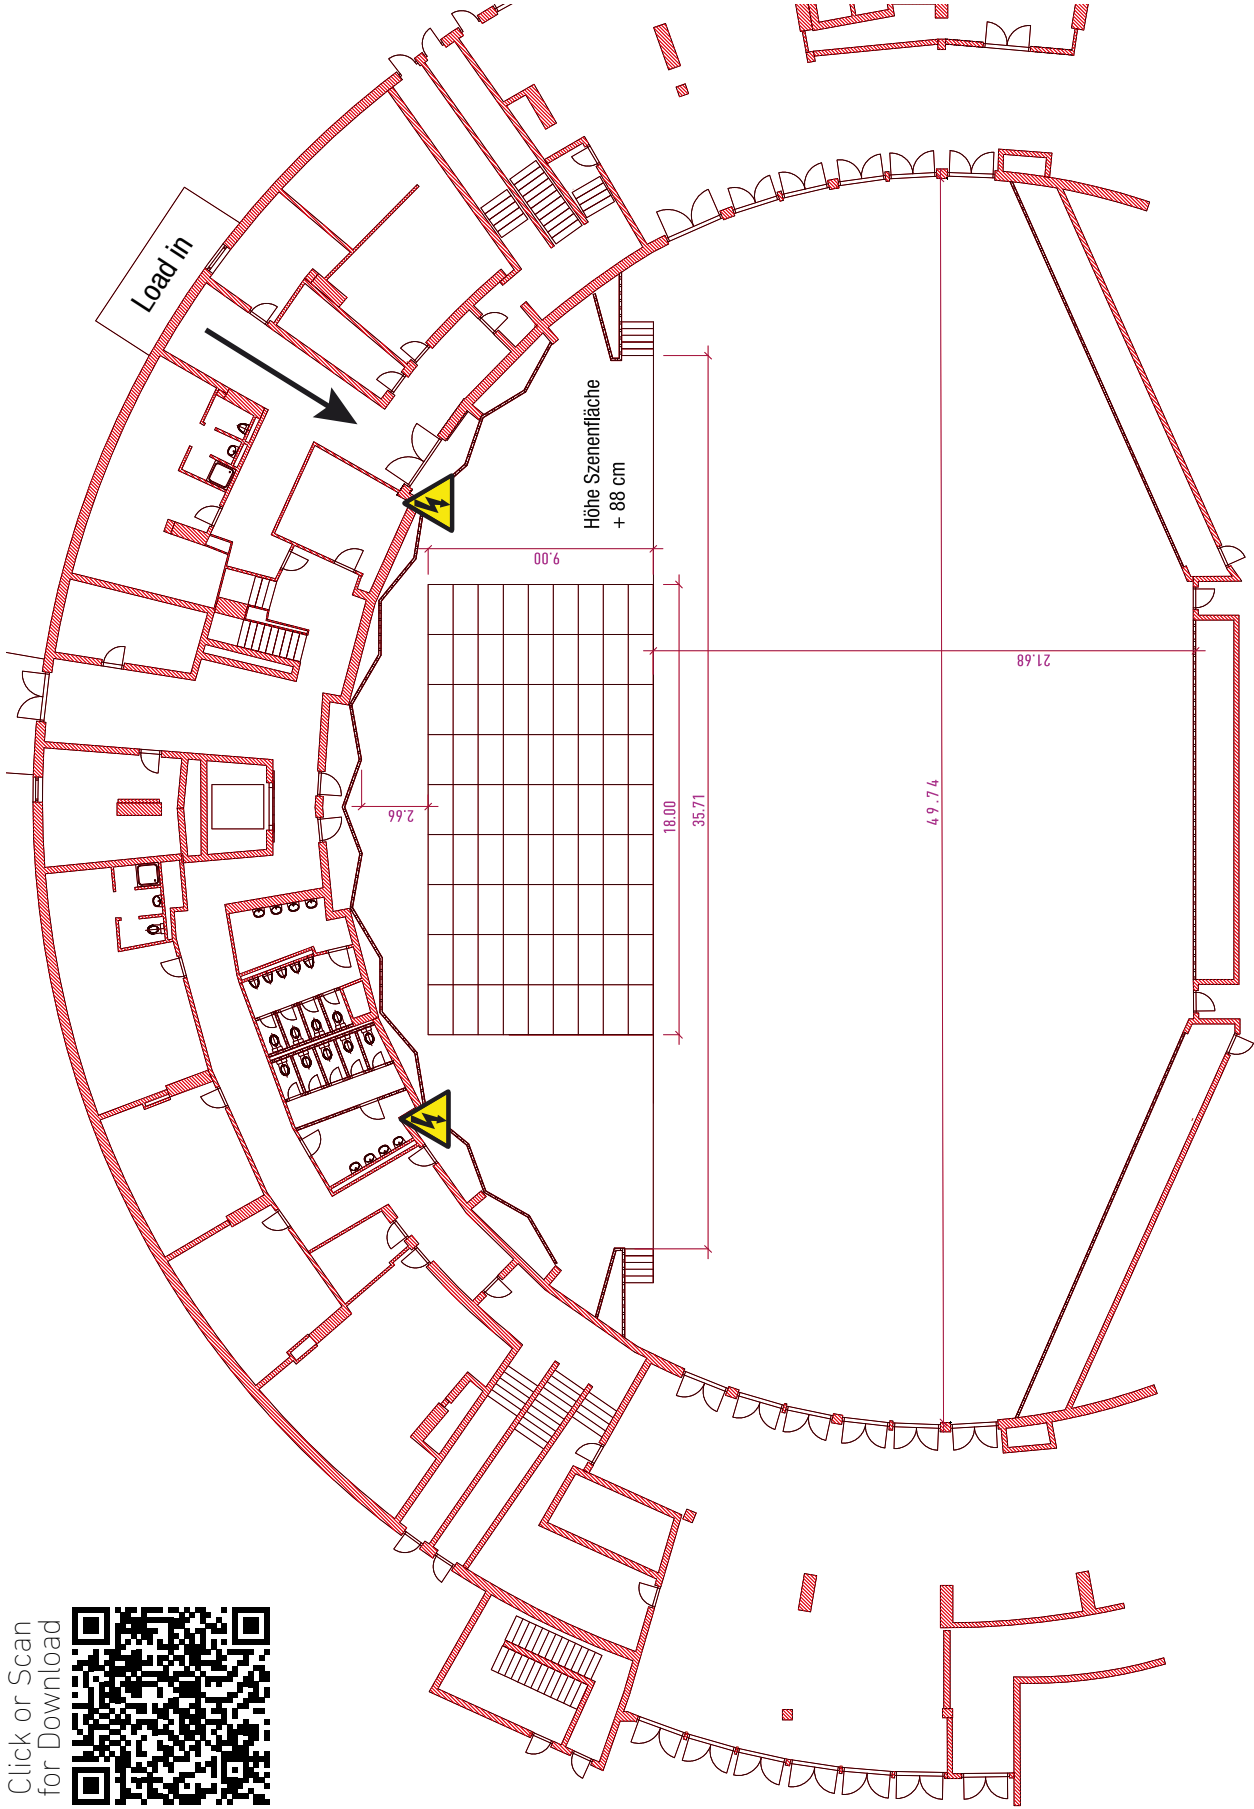 Load in
Höhe Szenenfläche
+ 88 cm
9.00
2.66
18.00
35.71
49.74
21.68
Click or Scan
for Download